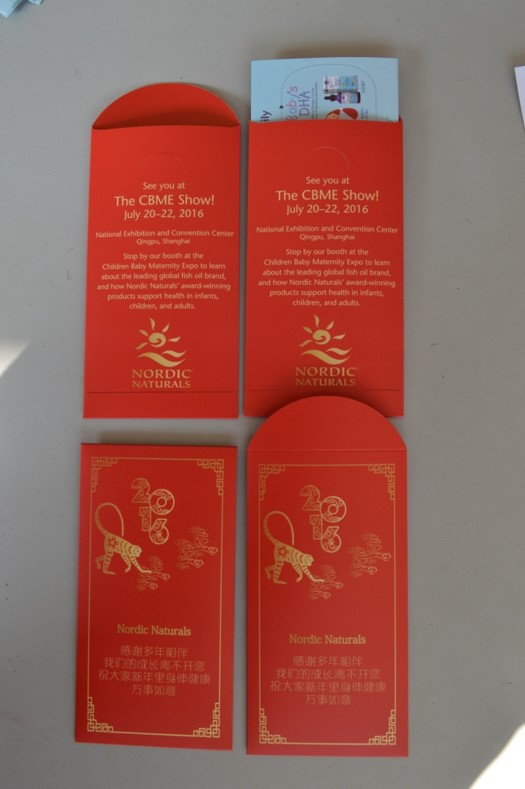 See you at
The CBME Show!
July 20–22, 2016
National Exhibition and Convention Center
Qingpu, Shanghai
Stop by our booth at the
Children Baby Maternity Expo to learn
about the leading global fish oil brand,
and how Nordic Naturals' award-winning
products support health in infants,
children, and adults.
NORDIC
NATURALS
Baby's
DHA
See you at
The CBME Show!
July 20–22, 2016
National Exhibition and Convention Center
Qingpu, Shanghai
Stop by our booth at the
Children Baby Maternity Expo to learn
about the leading global fish oil brand,
and how Nordic Naturals' award-winning
products support health in infants,
children, and adults.
NORDIC
NATURALS
2016
Nordic Naturals
感谢多年相伴
我们的成长离不开您
祝大家新年里身体健康
万事如意
2016
Nordic Naturals
感谢多年相伴
我们的成长离不开您
祝大家新年里身体健康
万事如意